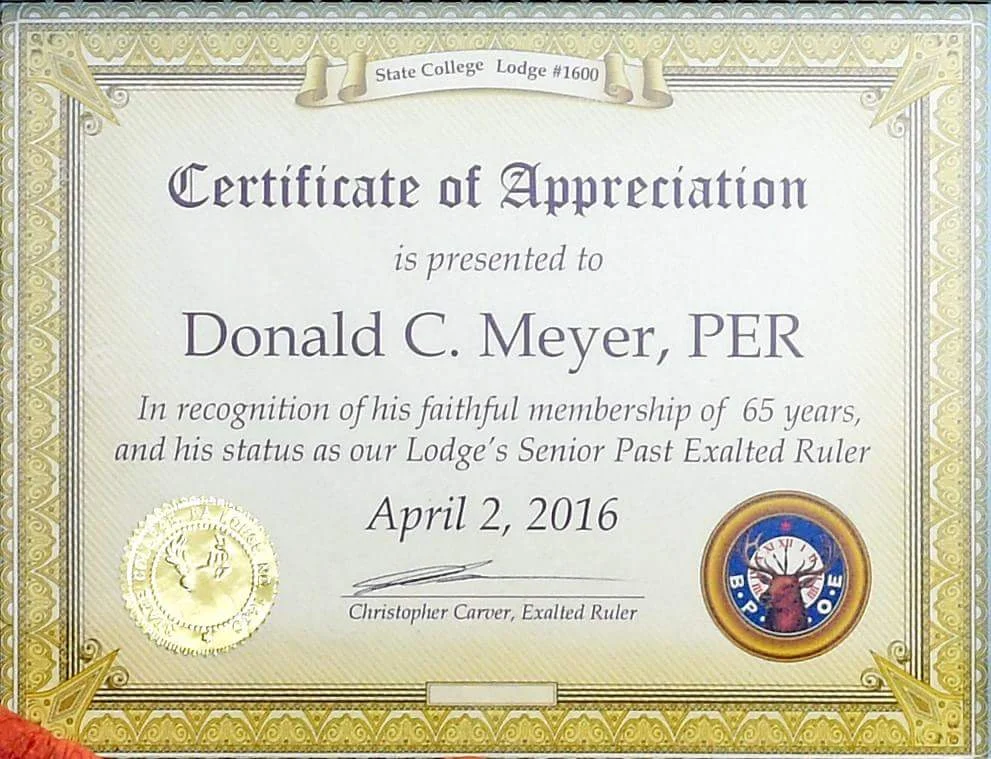 State College Lodge #1600
Certificate of Appreciation
is presented to
Donald C. Meyer, PER
In recognition of his faithful membership of 65 years,
and his status as our Lodge's Senior Past Exalted Ruler
April 2, 2016
Christopher Carver, Exalted Ruler
XI XII I
B.P.O.E